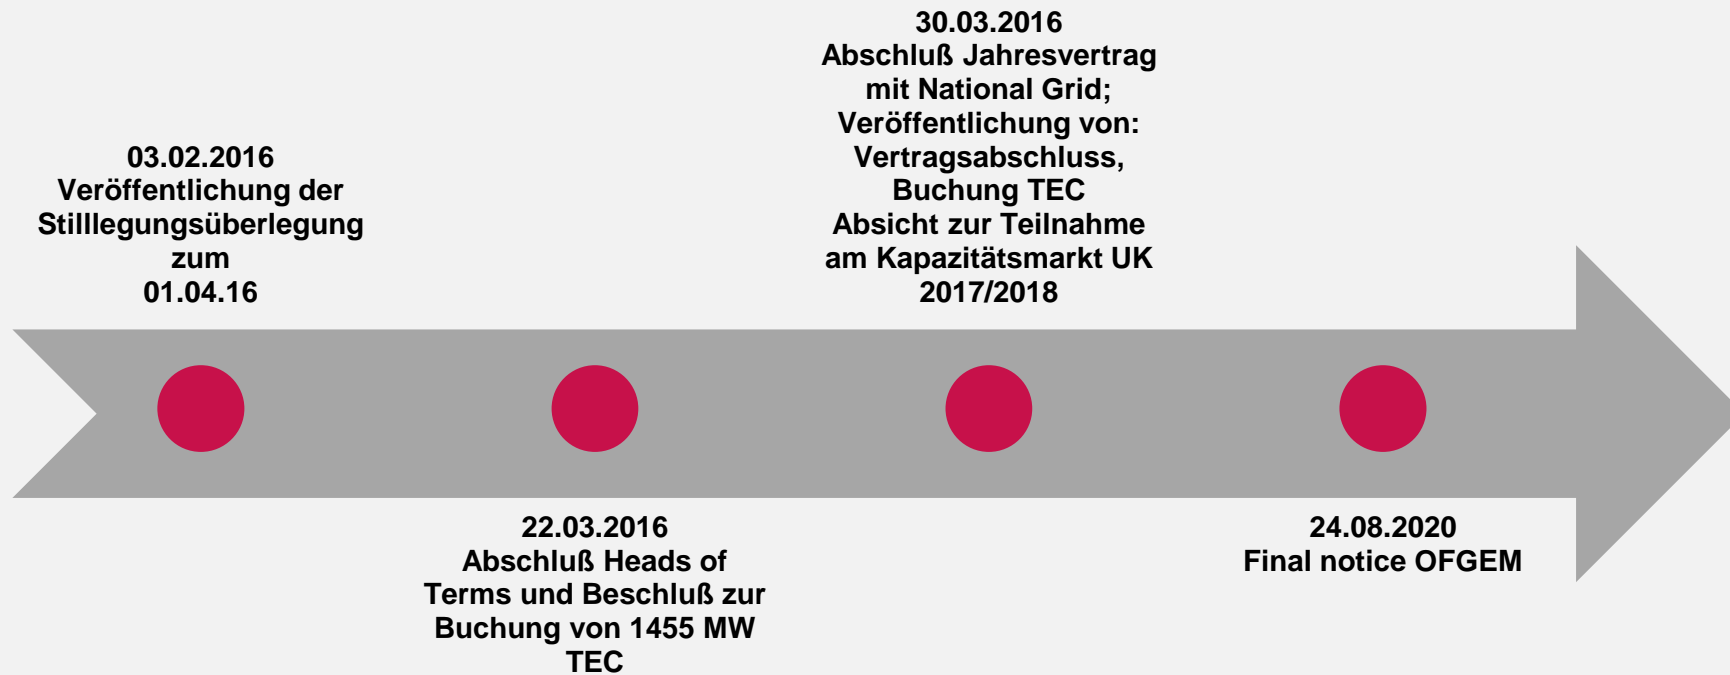 03.02.2016
Veröffentlichung der
Stilllegungsüberlegung
zum
01.04.16
22.03.2016
Abschluß Heads of
Terms und Beschluß zur
Buchung von 1455 MW
TEC
30.03.2016
Abschluß Jahresvertrag
mit National Grid;
Veröffentlichung von:
Vertragsabschluss,
Buchung TEC
Absicht zur Teilnahme
am Kapazitätsmarkt UK
2017/2018
24.08.2020
Final notice OFGEM